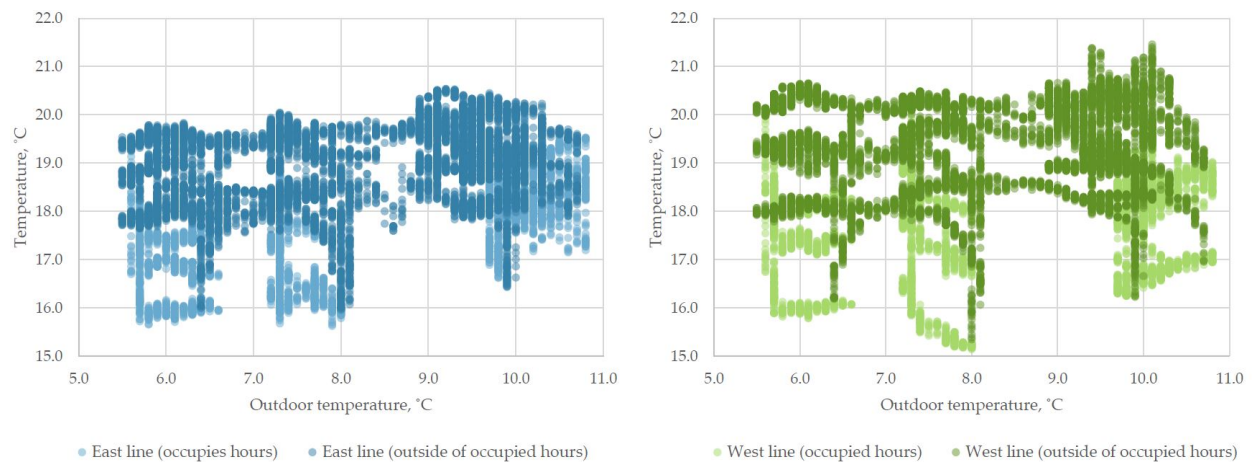 22.0
21.0
20.0
19.0
18.0
17.0
16.0
15.0
Temperature, ˚C
5.0 6.0 7.0 8.0 9.0 10.0 11.0
Outdoor temperature, ˚C
East line (occupies hours) East line (outside of occupied hours)
22.0
21.0
20.0
19.0
18.0
17.0
16.0
15.0
Temperature, ˚C
5.0 6.0 7.0 8.0 9.0 10.0 11.0
Outdoor temperature, ˚C
West line (occupied hours) West line (outside of occupied hours)